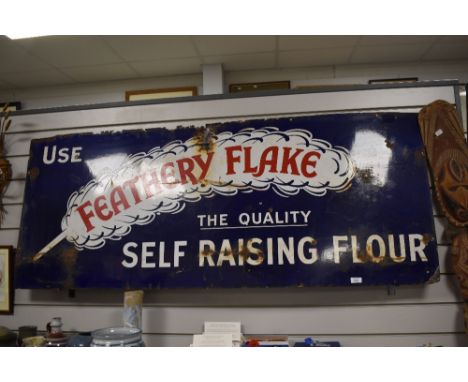 USE
FEATHERY FLAKE
THE QUALITY
SELF RAISING FLOUR